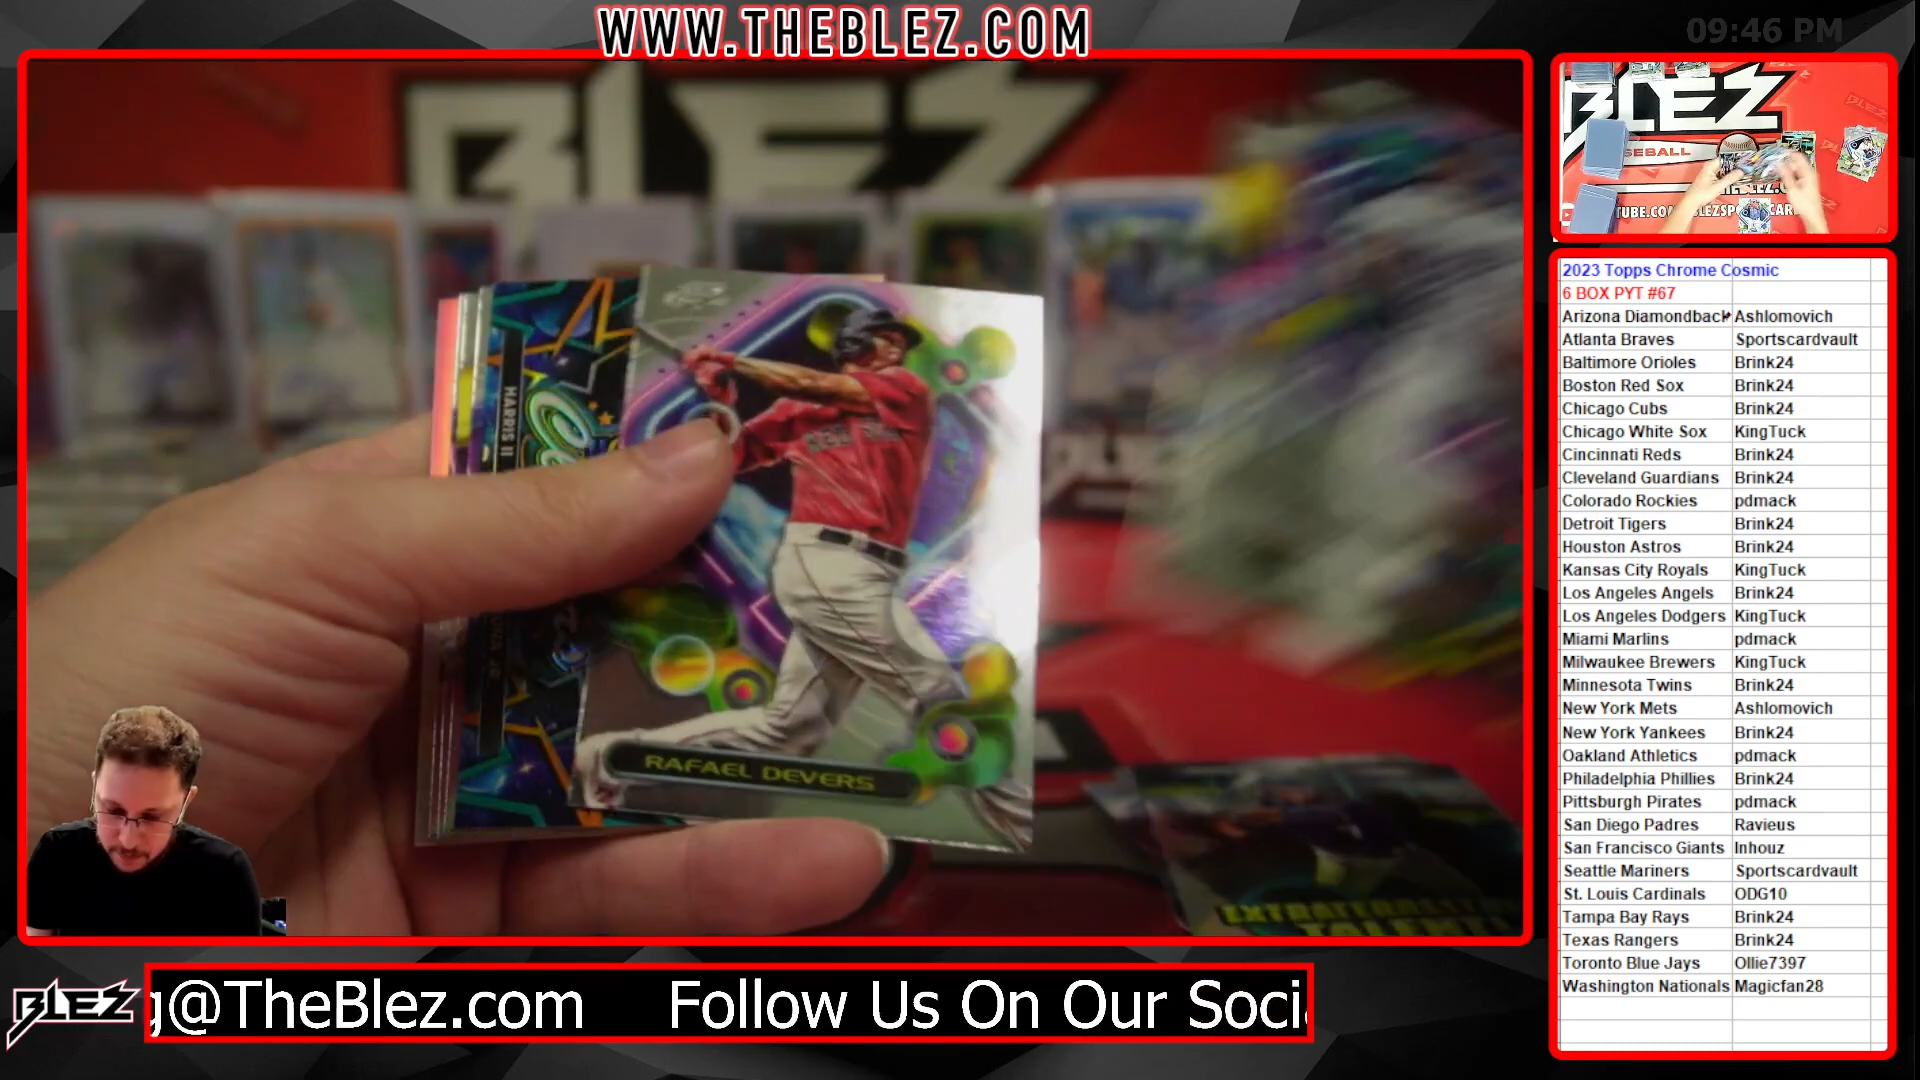 WWW.THEBLEZ.COM
09:46 PM
BLEZ
BLEZ
HARRIS II
RAFAEL DEVERS
2023 Topps Chrome Cosmic
6 BOX PYT #67
Arizona Diamondback Ashlomovich
Atlanta Braves Sportscardvault
Baltimore Orioles Brink24
Boston Red Sox Brink24
Chicago Cubs Brink24
Chicago White Sox KingTuck
Cincinnati Reds Brink24
Cleveland Guardians Brink24
Colorado Rockies pdmack
Detroit Tigers Brink24
Houston Astros Brink24
Kansas City Royals KingTuck
Los Angeles Angels Brink24
Los Angeles Dodgers KingTuck
Miami Marlins pdmack
Milwaukee Brewers KingTuck
Minnesota Twins Brink24
New York Mets Ashlomovich
New York Yankees Brink24
Oakland Athletics pdmack
Philadelphia Phillies Brink24
Pittsburgh Pirates pdmack
San Diego Padres Ravieus
San Francisco Giants Inhouz
Seattle Mariners Sportscardvault
St. Louis Cardinals ODG10
Tampa Bay Rays Brink24
Texas Rangers Brink24
Toronto Blue Jays Ollie7397
Washington Nationals Magicfan28
BLEZ
g@TheBlez.com Follow Us On Our Soci